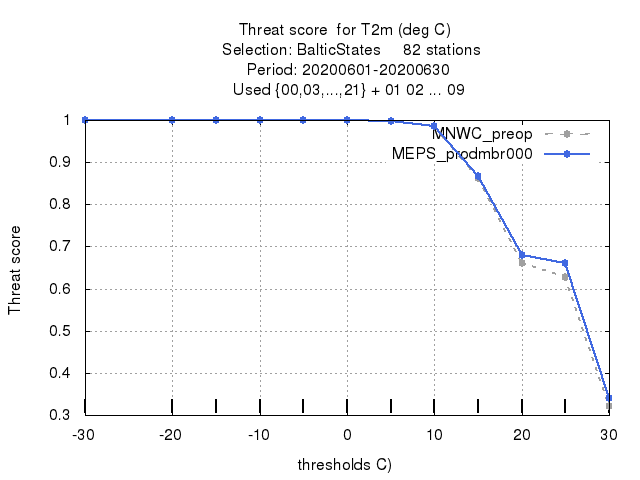 Threat score  for T2m (deg C)
Selection: BalticStates     82 stations
Period: 20200601-20200630
Used {00,03,...,21} + 01 02 ... 09
MNWC_preop
MEPS_prodmbr000
Threat score
1
0.9
0.8
0.7
0.6
0.5
0.4
0.3
-30 -20 -10 0 10 20 30
thresholds C)